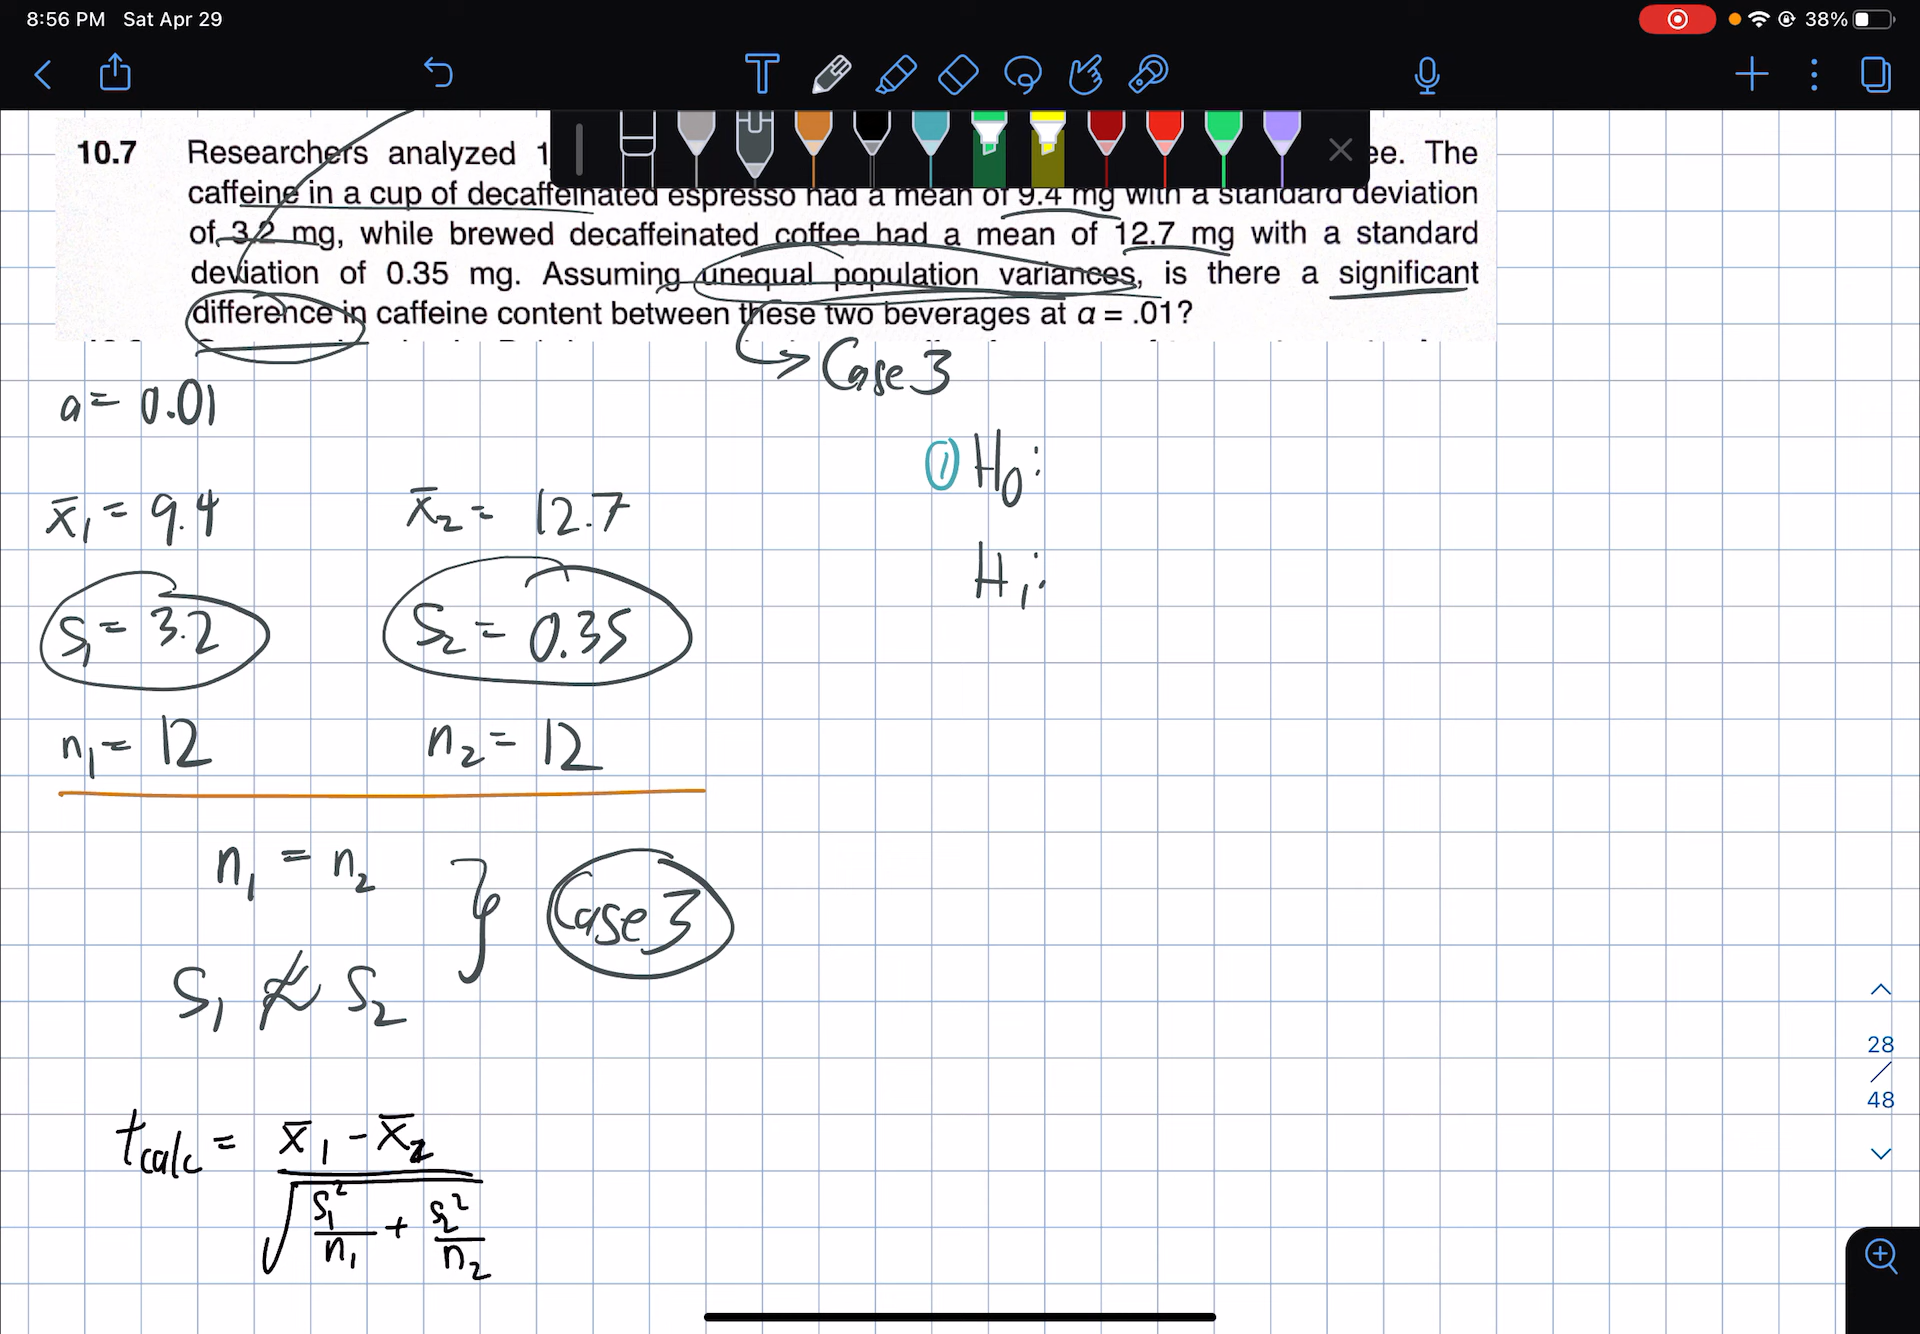 8:56 PM Sat Apr 29
38%
T
10.7 Researchers analyzed 1 ee. The
caffeine in a cup of decaffeinated espresso had a mean of 9.4 mg with a standard deviation
of 3.2 mg, while brewed decaffeinated coffee had a mean of 12.7 mg with a standard
deviation of 0.35 mg. Assuming unequal population variances, is there a significant
difference in caffeine content between these two beverages at α = .01?
→ Case 3
a = 0.01
① H₀:
H₁:
x̄₁ = 9.4 x̄₂ = 12.7
S₁ = 3.2 S₂ = 0.35
n₁ = 12 n₂ = 12
n₁ = n₂ } Case 3
S₁ ≉ S₂
t calc = x̄₁ - x̄₂
√ S₁²/n₁ + S₂²/n₂
28
/
48